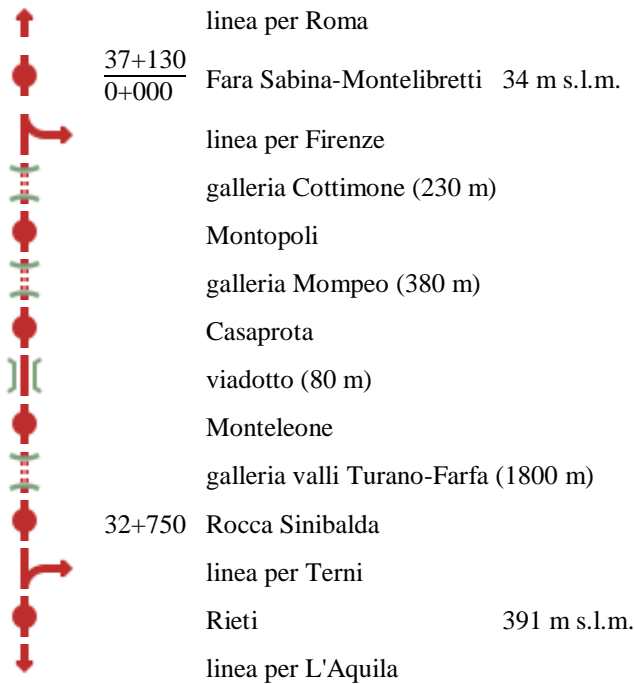 linea per Roma
37+130
0+000 Fara Sabina-Montelibretti 34 m s.l.m.
linea per Firenze
galleria Cottimone (230 m)
Montopoli
galleria Mompeo (380 m)
Casaprota
viadotto (80 m)
Monteleone
galleria valli Turano-Farfa (1800 m)
32+750 Rocca Sinibalda
linea per Terni
Rieti 391 m s.l.m.
linea per L'Aquila